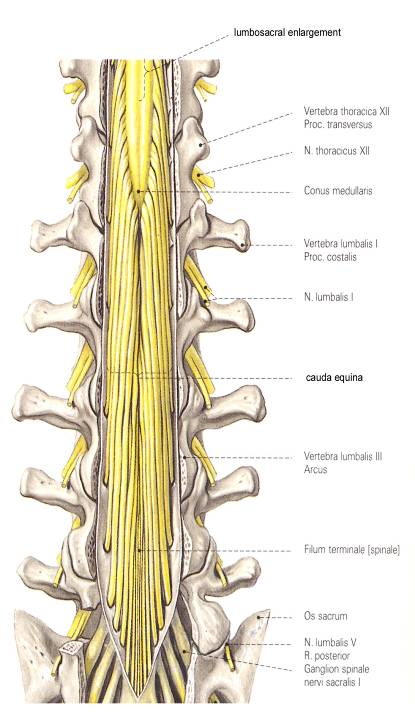 lumbosacral enlargement
Vertebra thoracica XII
Proc. transversus
N. thoracicus XII
Conus medullaris
Vertebra lumbalis I
Proc. costalis
N. lumbalis I
cauda equina
Vertebra lumbalis III
Arcus
Filum terminale [spinale]
Os sacrum
N. lumbalis V
R. posterior
Ganglion spinale
nervi sacralis I